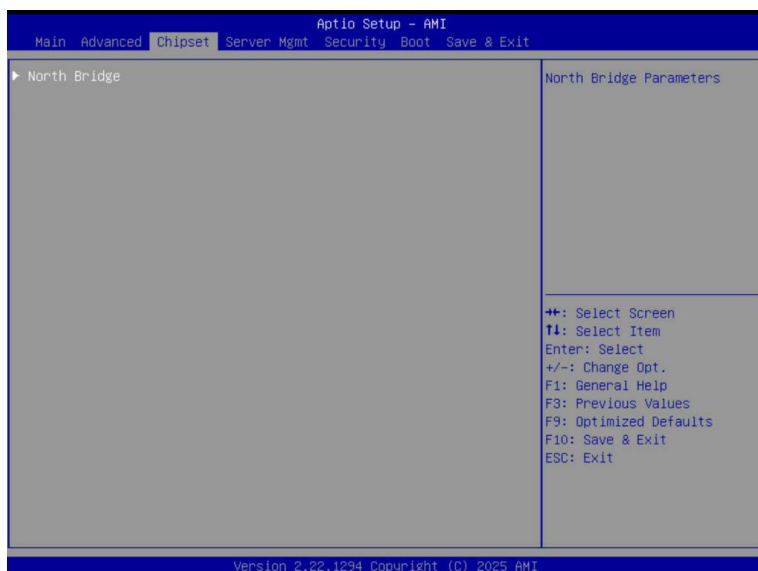 Aptio Setup – AMI
Main Advanced Chipset Server Mgmt Security Boot Save & Exit
▶ North Bridge
North Bridge Parameters
→←: Select Screen
↑↓: Select Item
Enter: Select
+/-: Change Opt.
F1: General Help
F3: Previous Values
F9: Optimized Defaults
F10: Save & Exit
ESC: Exit
Version 2.22.1294 Copyright (C) 2025 AMI